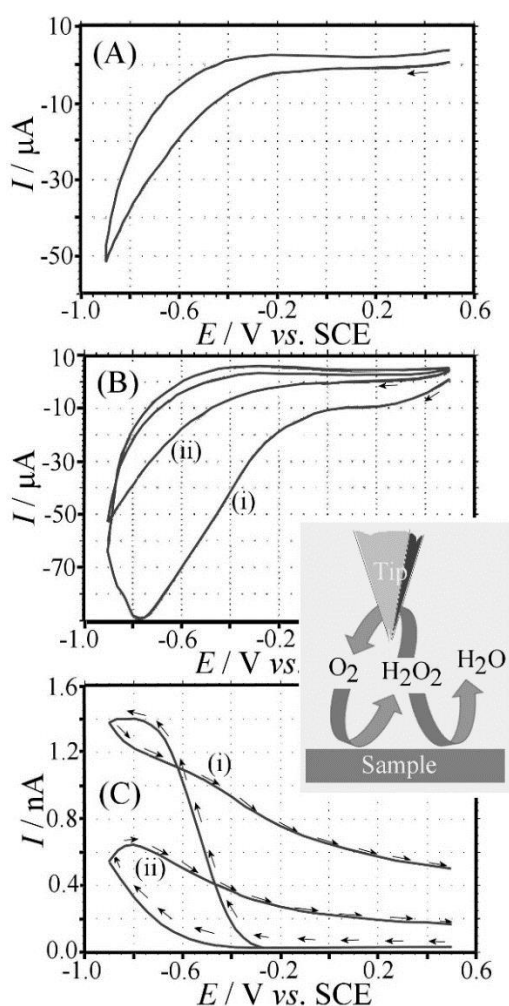 10
(A)
-10
-30
-50
I / μA
-1.0 -0.6 -0.2 0.2 0.6
E / V vs. SCE
10
(B)
-10
-30
-50
-70
I / μA
(ii)
(i)
-1.0 -0.6
E / V vs. SCE
Tip
O2 H2O2 H2O
Sample
1.6
1.2
0.8
0.4
0.0
I / nA
(i)
(C)
(ii)
-1.0 -0.6 -0.2 0.2 0.6
E / V vs. SCE